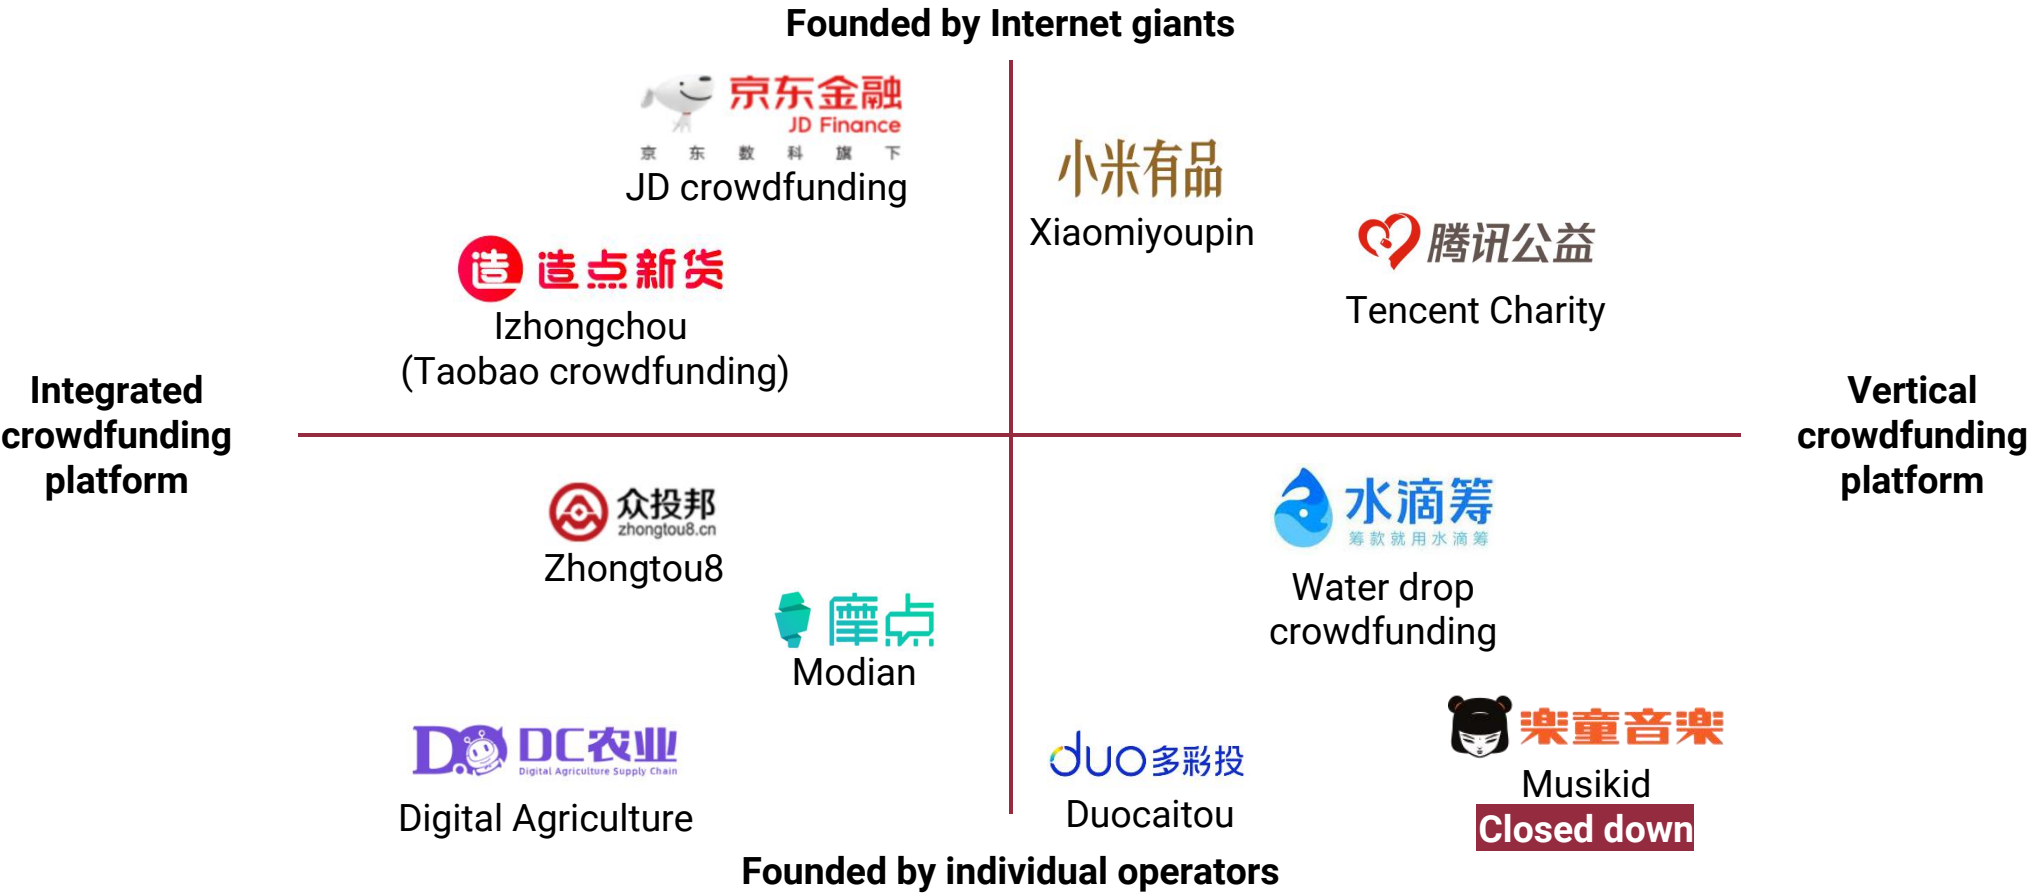 Founded by Internet giants
京东金融
JD Finance
京东数科旗下
JD crowdfunding
小米有品
Xiaomiyoupin
腾讯公益
Tencent Charity
造 造点新货
Izhongchou
(Taobao crowdfunding)
Integrated
crowdfunding
platform
Vertical
crowdfunding
platform
众投邦
zhongtou8.cn
Zhongtou8
摩点
Modian
DC农业
Digital Agriculture Supply Chain
Digital Agriculture
水滴筹
筹款就用水滴筹
Water drop
crowdfunding
duo多彩投
Duocaitou
楽童音楽
Musikid
Closed down
Founded by individual operators